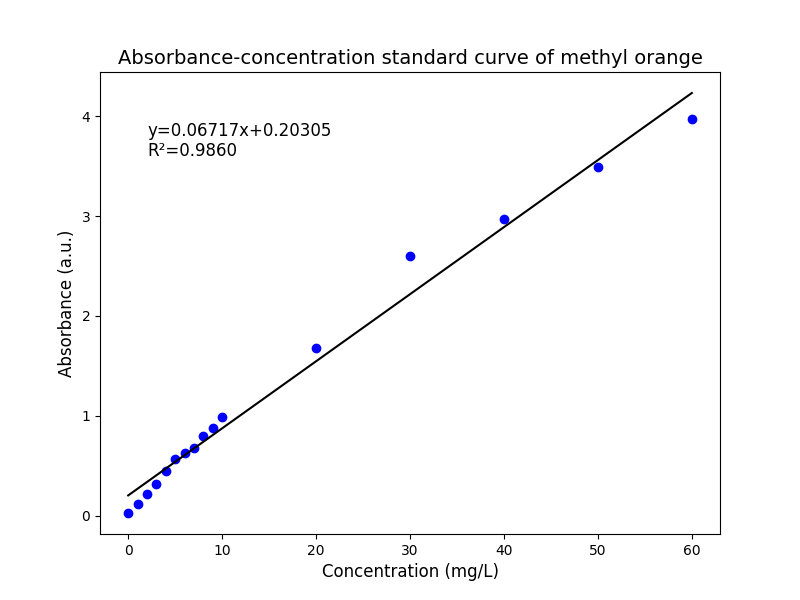 Absorbance-concentration standard curve of methyl orange
y=0.06717x+0.20305
R²=0.9860
Absorbance (a.u.)
4
3
2
1
0
0 10 20 30 40 50 60
Concentration (mg/L)